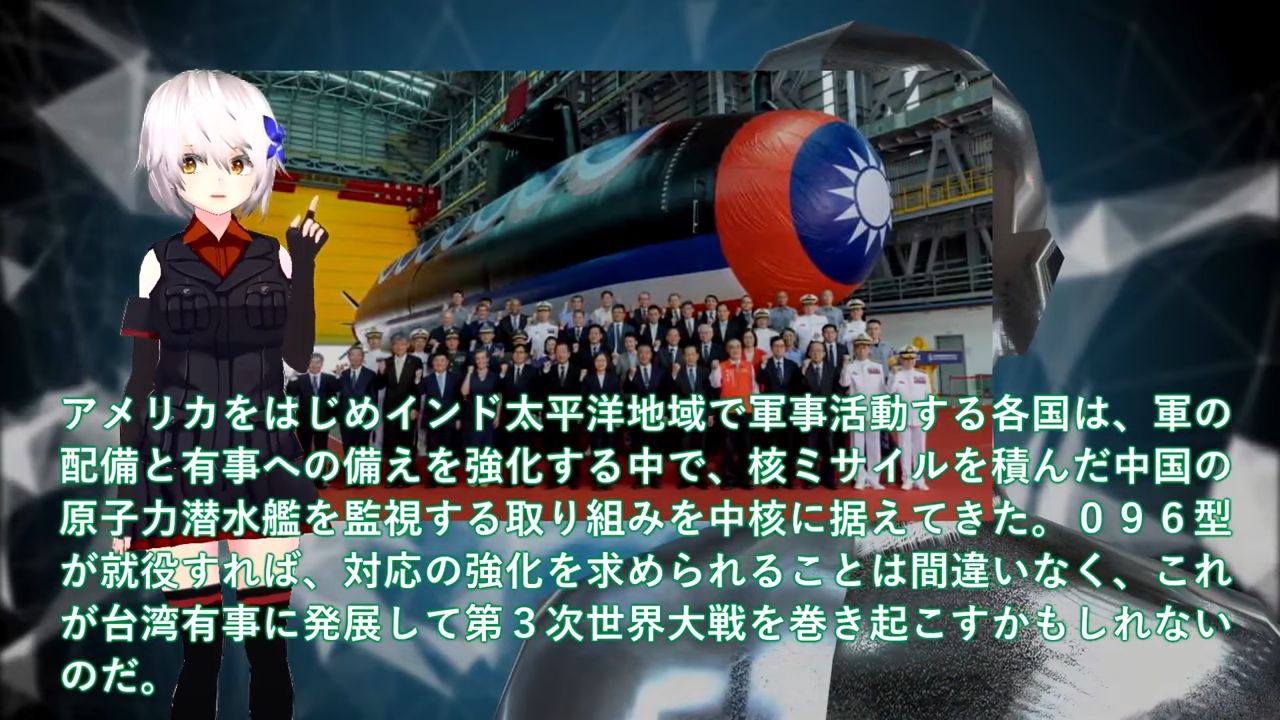 アメリカをはじめインド太平洋地域で軍事活動する各国は、軍の
配備と有事への備えを強化する中で、核ミサイルを積んだ中国の
原子力潜水艦を監視する取り組みを中核に据えてきた。０９６型
が就役すれば、対応の強化を求められることは間違いなく、これ
が台湾有事に発展して第３次世界大戦を巻き起こすかもしれない
のだ。